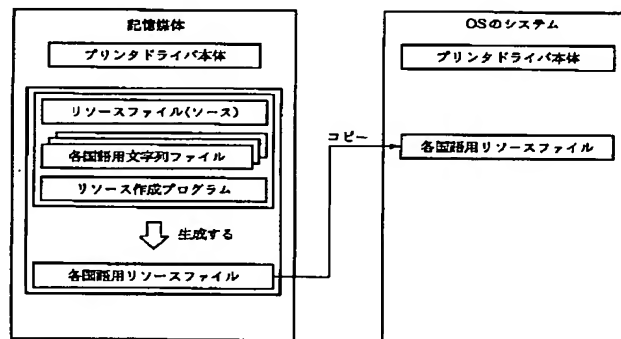 記憶媒体
プリンタドライバ本体
リソースファイル(ソース)
各国語用文字列ファイル
リソース作成プログラム
生成する
各国語用リソースファイル
コピー
OSのシステム
プリンタドライバ本体
各国語用リソースファイル